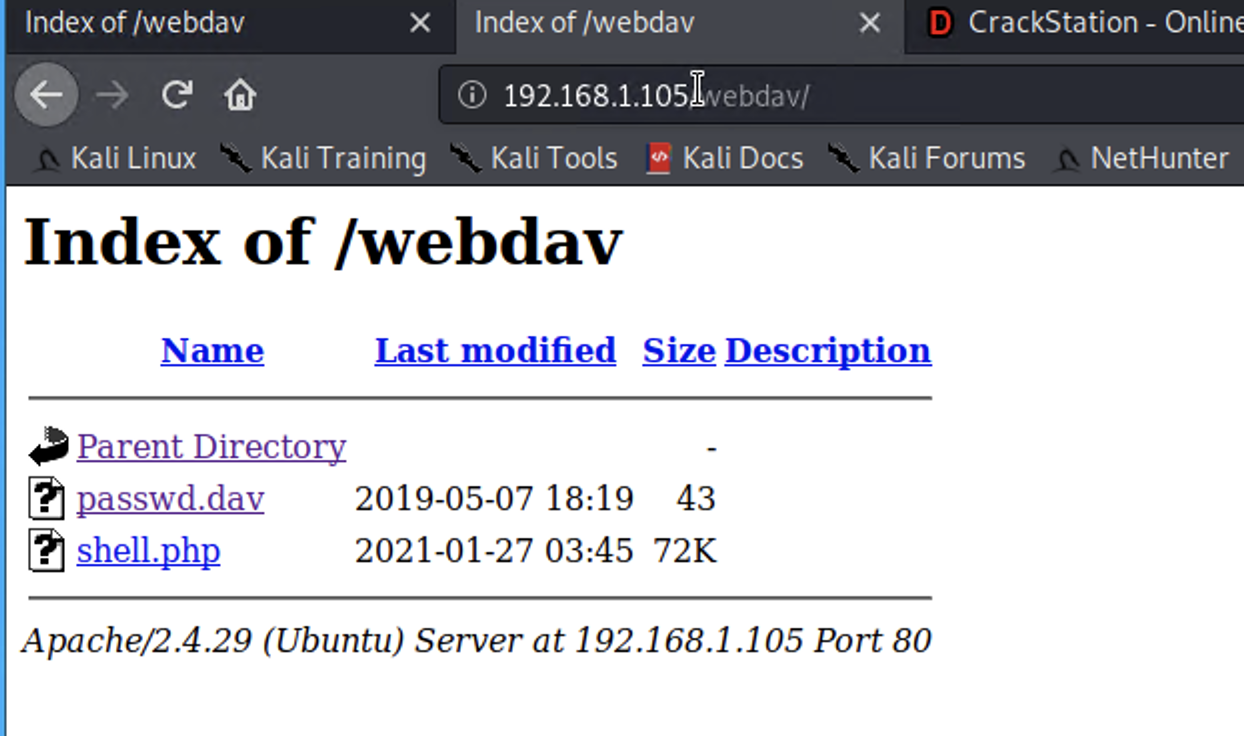 Index of /webdav Index of /webdav CrackStation - Online
192.168.1.105/webdav/
Kali Linux Kali Training Kali Tools Kali Docs Kali Forums NetHunter
Index of /webdav
Name Last modified Size Description
Parent Directory -
passwd.dav 2019-05-07 18:19 43
shell.php 2021-01-27 03:45 72K
Apache/2.4.29 (Ubuntu) Server at 192.168.1.105 Port 80